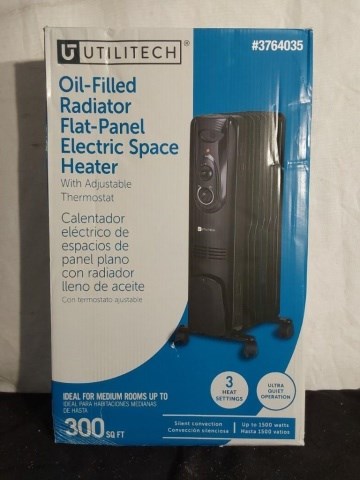 UTILITECH®
#3764035
Oil-Filled
Radiator
Flat-Panel
Electric Space
Heater
With Adjustable
Thermostat
Calentador
eléctrico de
espacios de
panel plano
con radiador
lleno de aceite
Con termostato ajustable
IDEAL FOR MEDIUM ROOMS UP TO
IDEAL PARA HABITACIONES MEDIANAS
DE HASTA
300 SQ FT
3
HEAT
SETTINGS
ULTRA
QUIET
OPERATION
Silent convection
Convección silenciosa
Up to 1500 watts
Hasta 1500 vatios